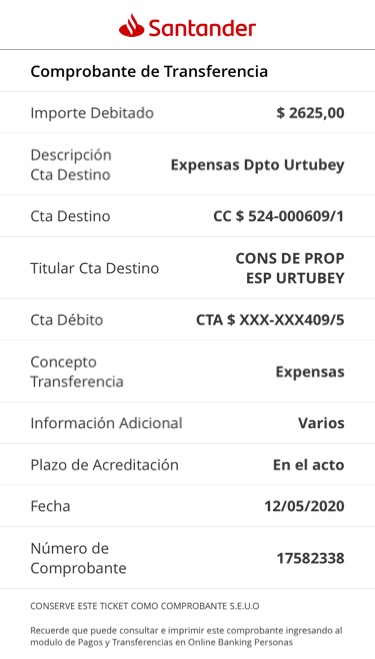 Santander
Comprobante de Transferencia
Importe Debitado $ 2625,00
Descripción
Cta Destino
Expensas Dpto Urtubey
Cta Destino CC $ 524-000609/1
Titular Cta Destino
CONS DE PROP
ESP URTUBEY
Cta Débito CTA $ XXX-XXX409/5
Concepto
Transferencia
Expensas
Información Adicional Varios
Plazo de Acreditación En el acto
Fecha 12/05/2020
Número de
Comprobante
17582338
CONSERVE ESTE TICKET COMO COMPROBANTE S.E.U.O
Recuerde que puede consultar e imprimir este comprobante ingresando al
modulo de Pagos y Transferencias en Online Banking Personas